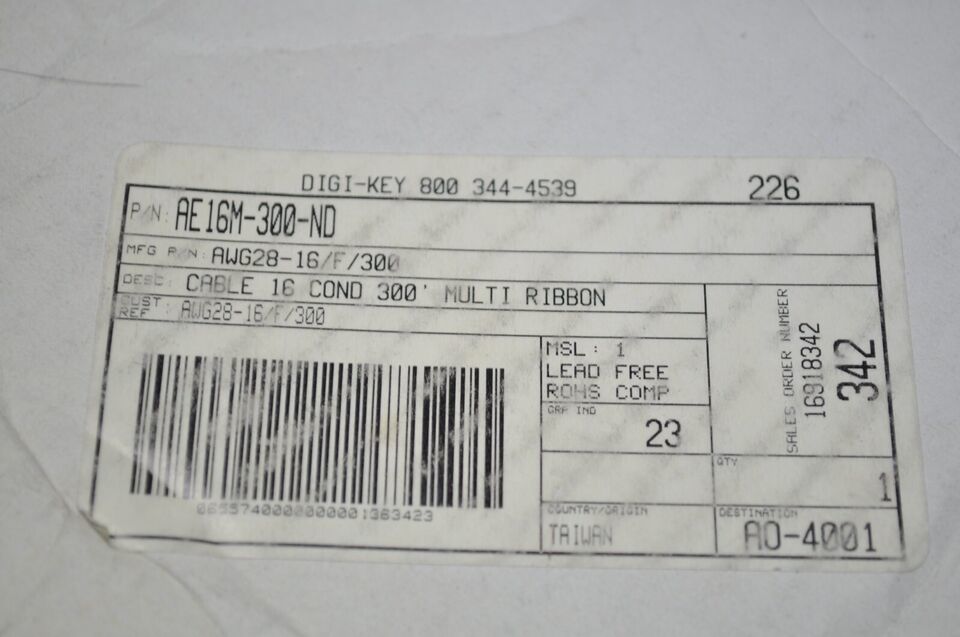 DIGI-KEY 800 344-4539 226
P/N: AE16M-300-ND
MFG P/N: AWG28-16/F/300
DESC: CABLE 16 COND 300' MULTI RIBBON
CUST REF : AWG28-16/F/300
MSL: 1
LEAD FREE
ROHS COMP
GRP IND
23
SALES ORDER NUMBER
16918342
342
QTY
1
COUNTRY/ORIGIN
TAIWAN
DESTINATION
AO-4001
0655740000000001363423